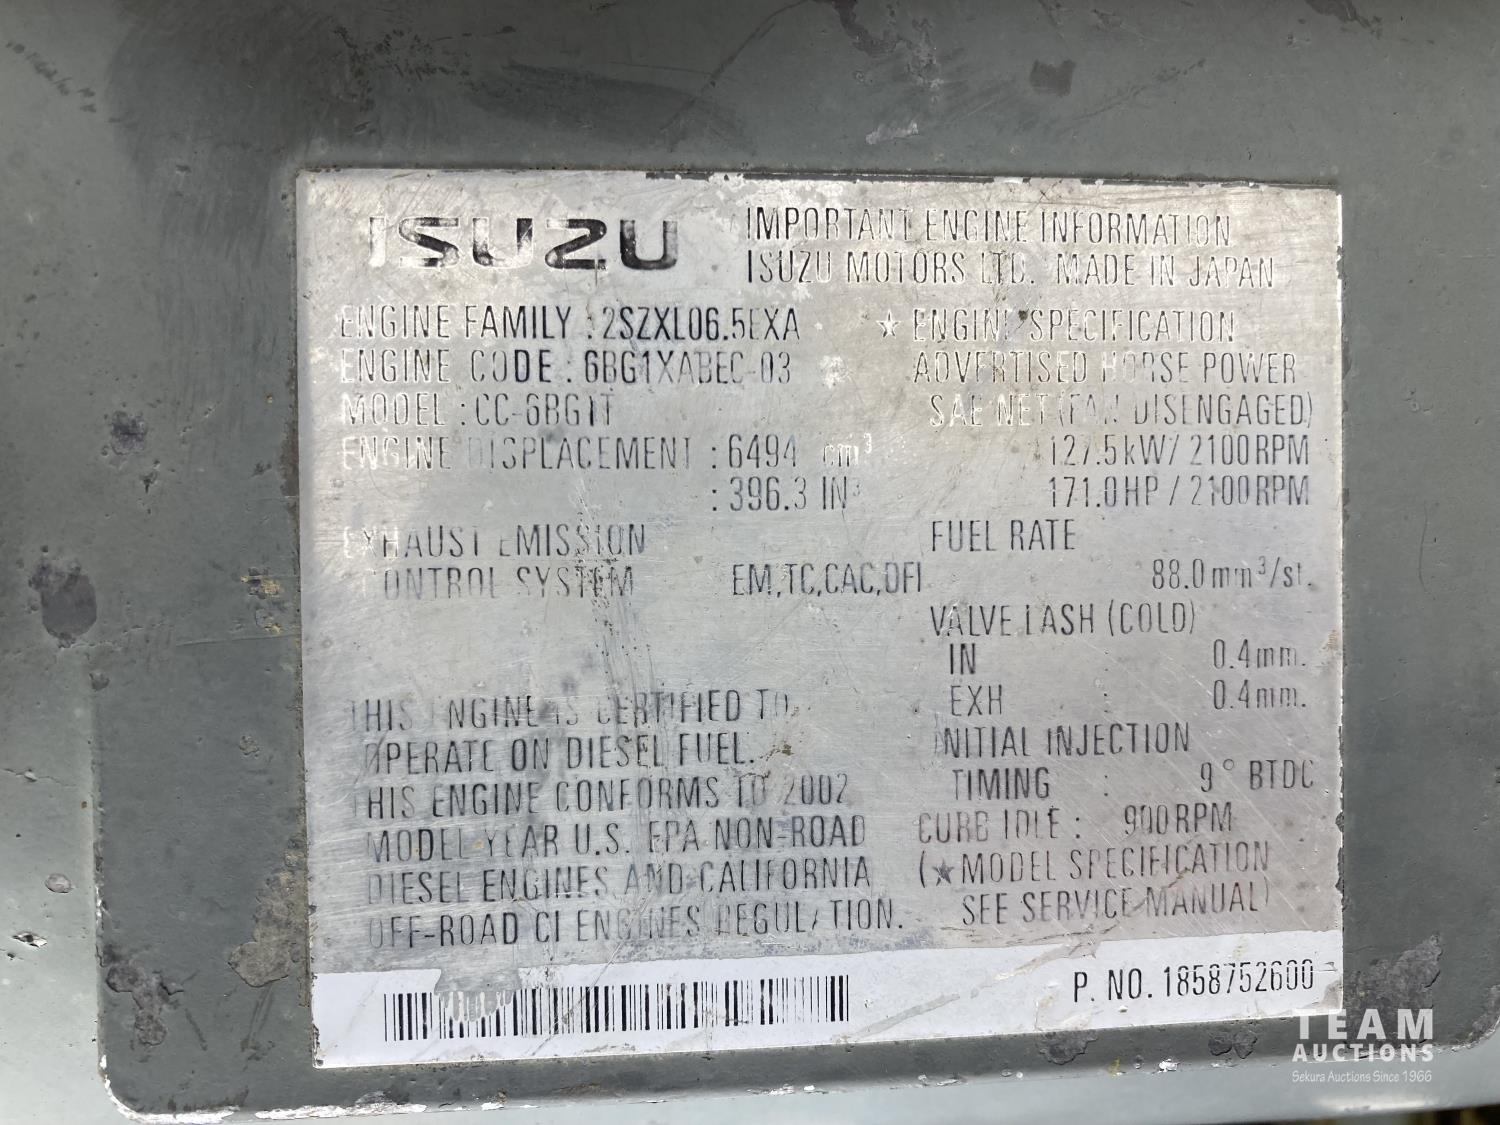 ISUZU
IMPORTANT ENGINE INFORMATION
ISUZU MOTORS LTD. MADE IN JAPAN
ENGINE FAMILY : 2SZXL06.5EXA
ENGINE CODE : 6BG1XABEC-03
MODEL : CC-6BG1T
ENGINE DISPLACEMENT : 6494 cm³
: 396.3 IN³
EXHAUST EMISSION
CONTROL SYSTEM EM,TC,CAC,DFI
THIS ENGINE IS CERTIFIED TO
OPERATE ON DIESEL FUEL.
THIS ENGINE CONFORMS TO 2002
MODEL YEAR U.S. EPA NON-ROAD
DIESEL ENGINES AND CALIFORNIA
OFF-ROAD CI ENGINES REGULATION.
★ ENGINE SPECIFICATION
ADVERTISED HORSE POWER
SAE NET (FAN DISENGAGED)
127.5kW/ 2100RPM
171.0HP / 2100RPM
FUEL RATE
88.0mm³/st.
VALVE LASH (COLD)
IN : 0.4mm.
EXH : 0.4mm.
INITIAL INJECTION
TIMING : 9° BTDC
CURB IDLE : 900RPM
(★MODEL SPECIFICATION
SEE SERVICE MANUAL)
P. NO. 1858752600
TEAM
AUCTIONS
Sekura Auctions Since 1966